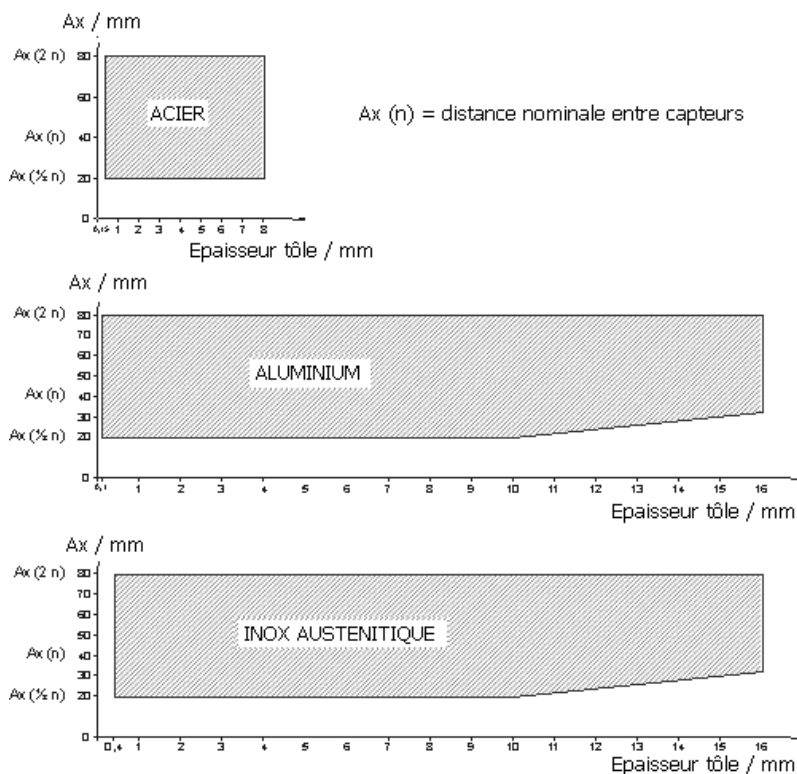 Ax / mm
Ax (2 n) 80
60
Ax (n) 40
Ax (½ n) 20
0
0,15 1 2 3 4 5 6 7 8
Epaisseur tôle / mm
ACIER
Ax (n) = distance nominale entre capteurs
Ax / mm
Ax (2 n) 80
70
60
50
Ax (n) 40
30
Ax (½ n) 20
0
0,1 1 2 3 4 5 6 7 8 9 10 11 12 13 14 15 16
Epaisseur tôle / mm
ALUMINIUM
Ax / mm
Ax (2 n) 80
70
60
50
Ax (n) 40
30
Ax (½ n) 20
0
0,4 1 2 3 4 5 6 7 8 9 10 11 12 13 14 15 16
Epaisseur tôle / mm
INOX AUSTENITIQUE